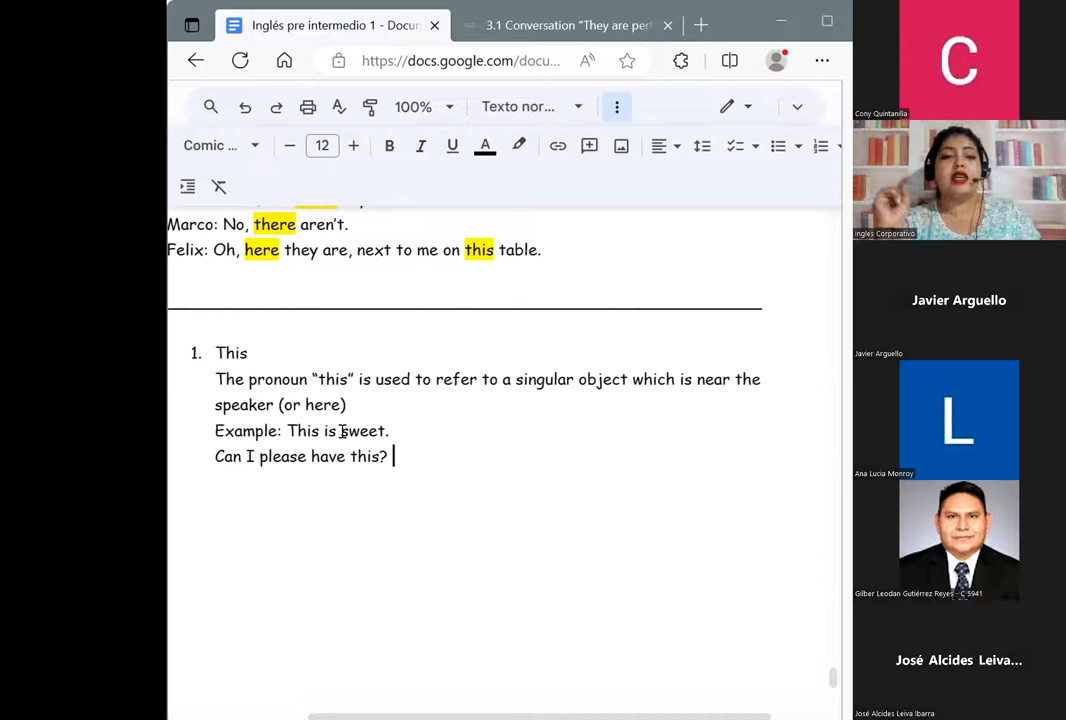 Inglés pre intermedio 1 - Docun
3.1 Conversation "They are perf
https://docs.google.com/docu...
100%
Texto nor...
Comic ...
12
Marco: No, there aren't.
Felix: Oh, here they are, next to me on this table.
1. This
The pronoun "this" is used to refer to a singular object which is near the
speaker (or here)
Example: This is sweet.
Can I please have this?
C
Cony Quintanilla
Ingles Corporativo
Javier Arguello
Javier Arguello
L
Ana Lucia Monroy
Gilber Leodan Gutiérrez Reyes - C 5941
José Alcides Leiva...
José Alcides Leiva Ibarra